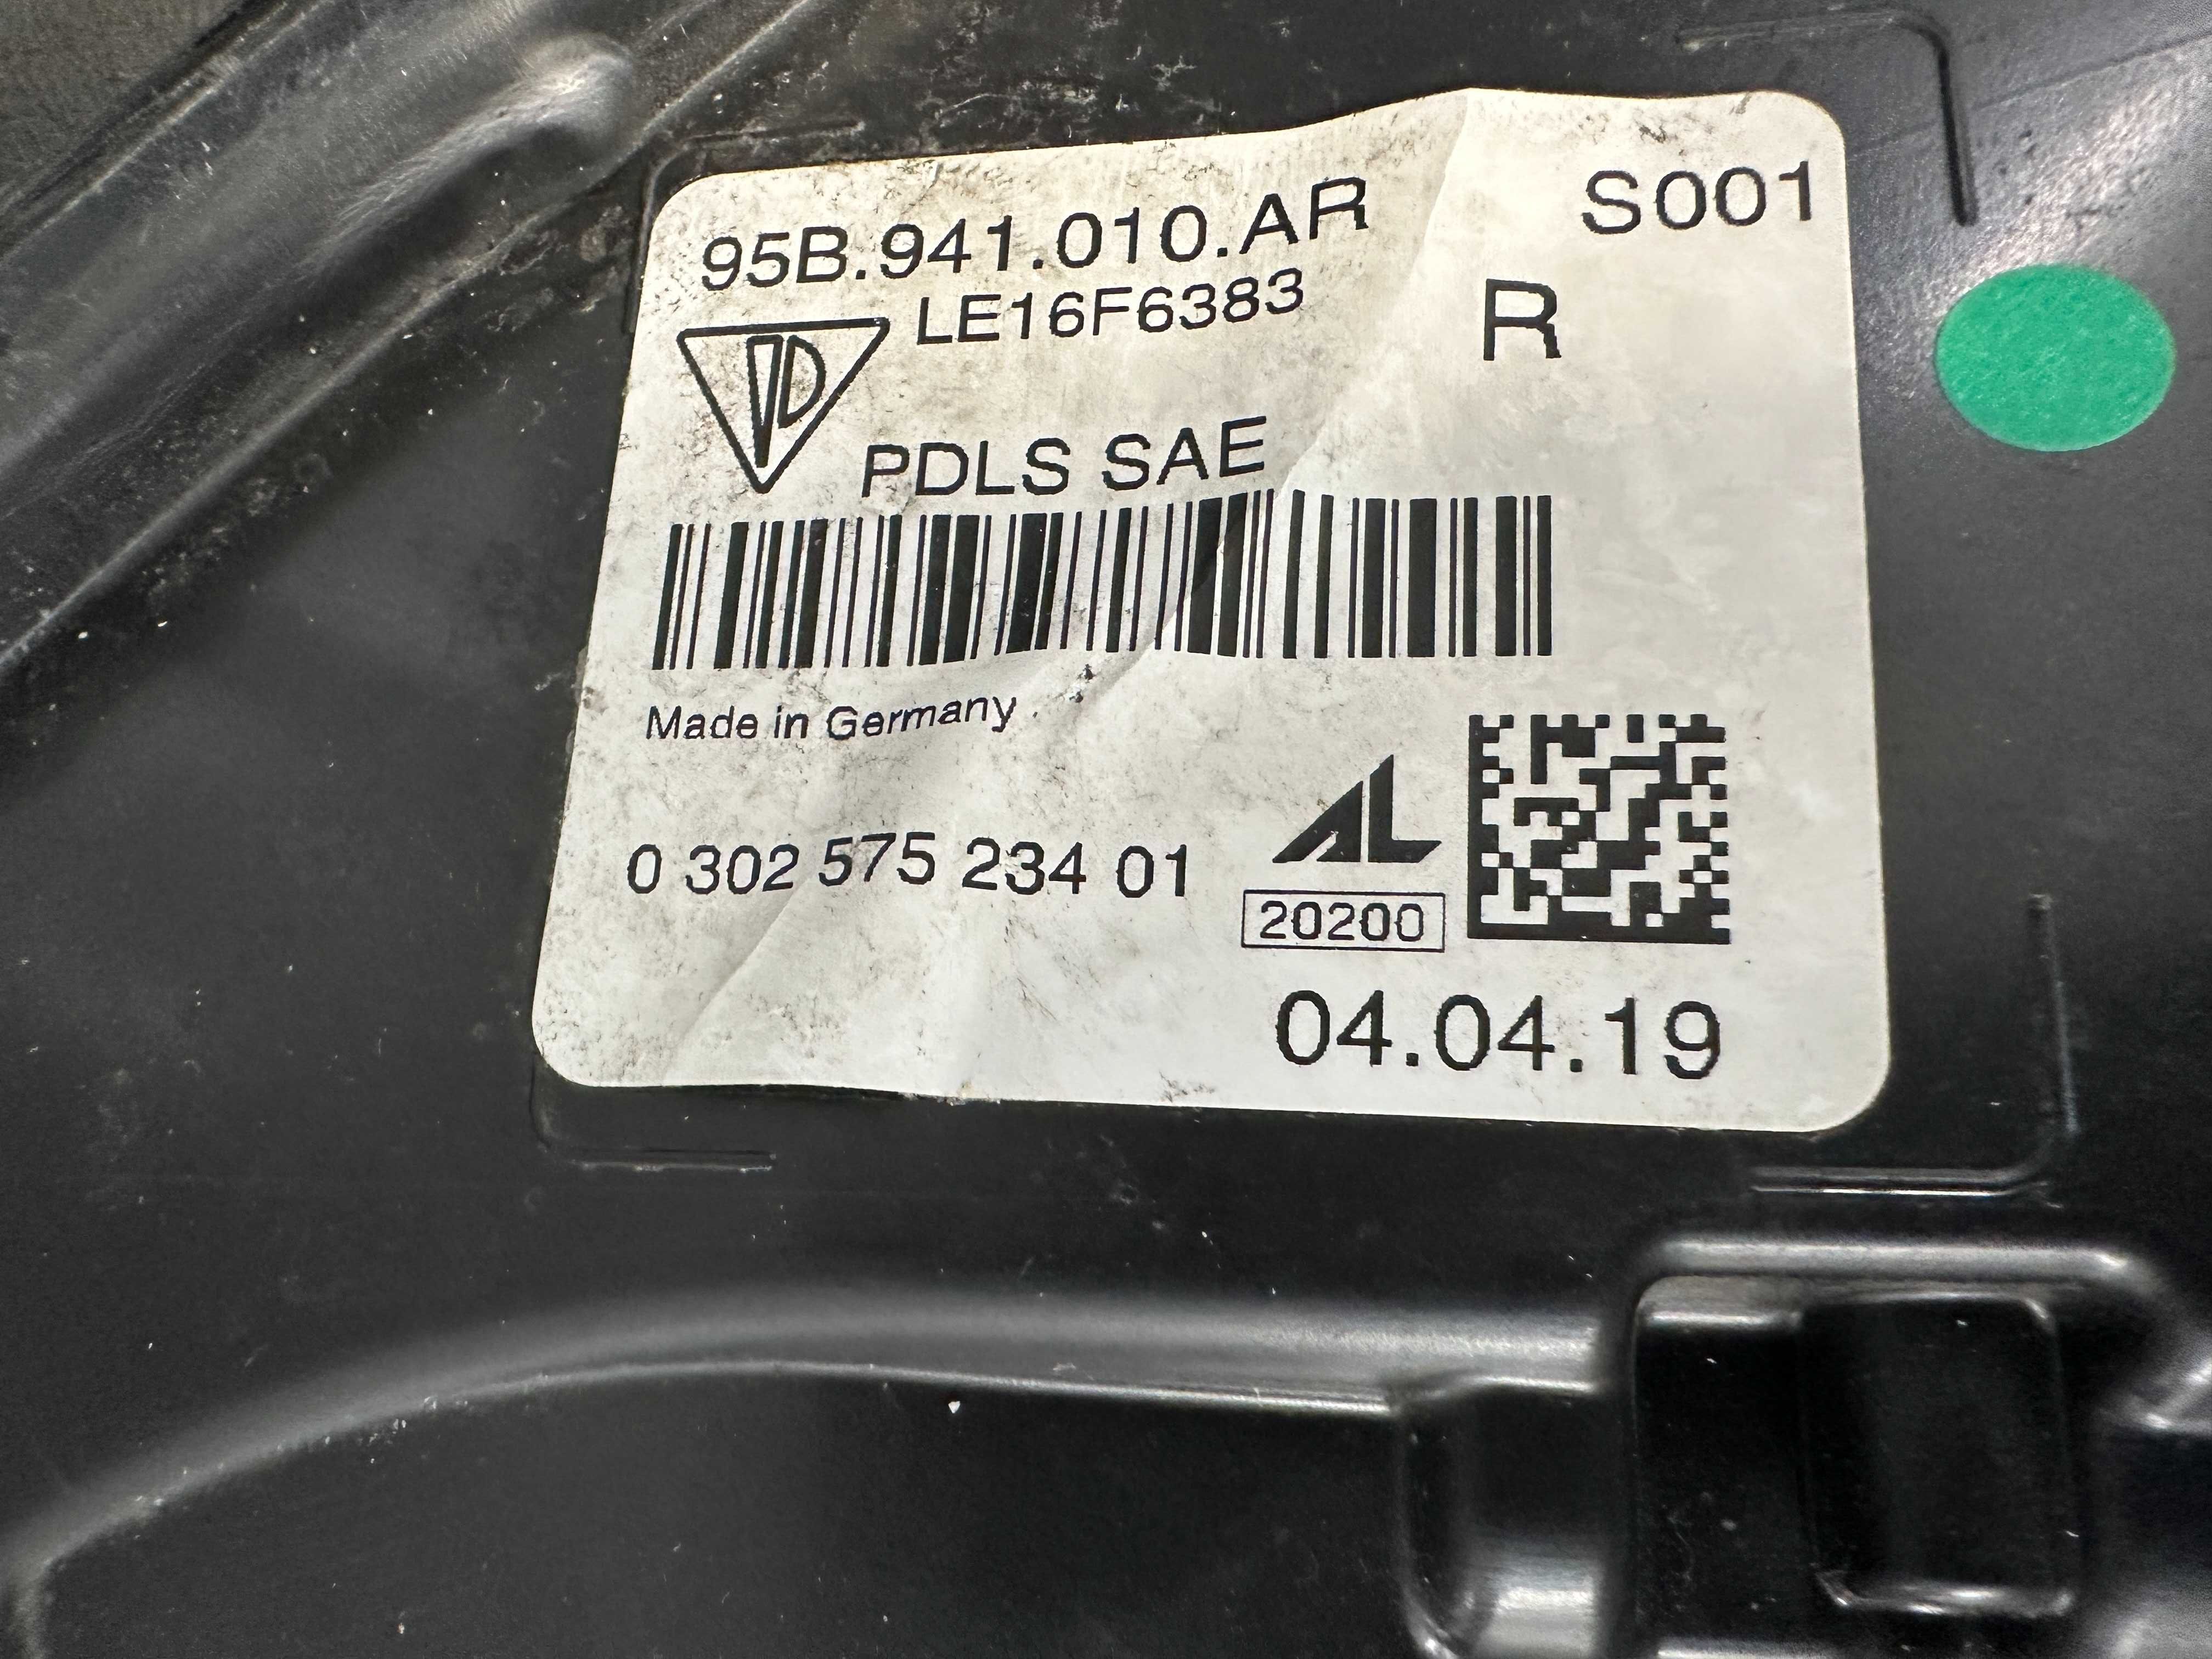 95B.941.010.AR S001
LE16F6383 R
PDLS SAE
Made in Germany
AL
0 302 575 234 01
20200
04.04.19